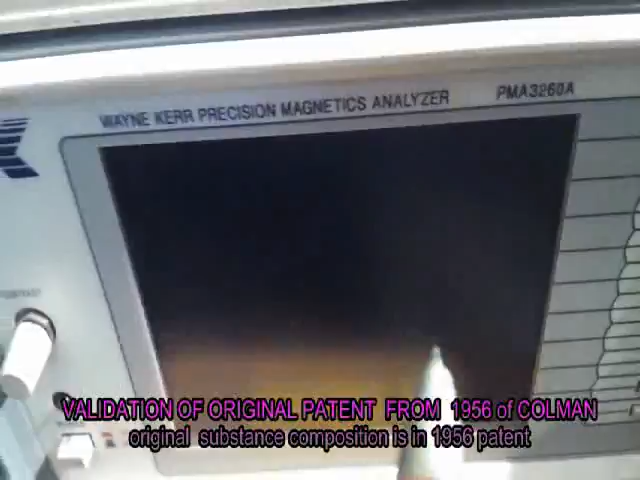 WAYNE KERR PRECISION MAGNETICS ANALYZER PMA3260A
VALIDATION OF ORIGINAL PATENT FROM 1956 of COLMAN
original substance composition is in 1956 patent